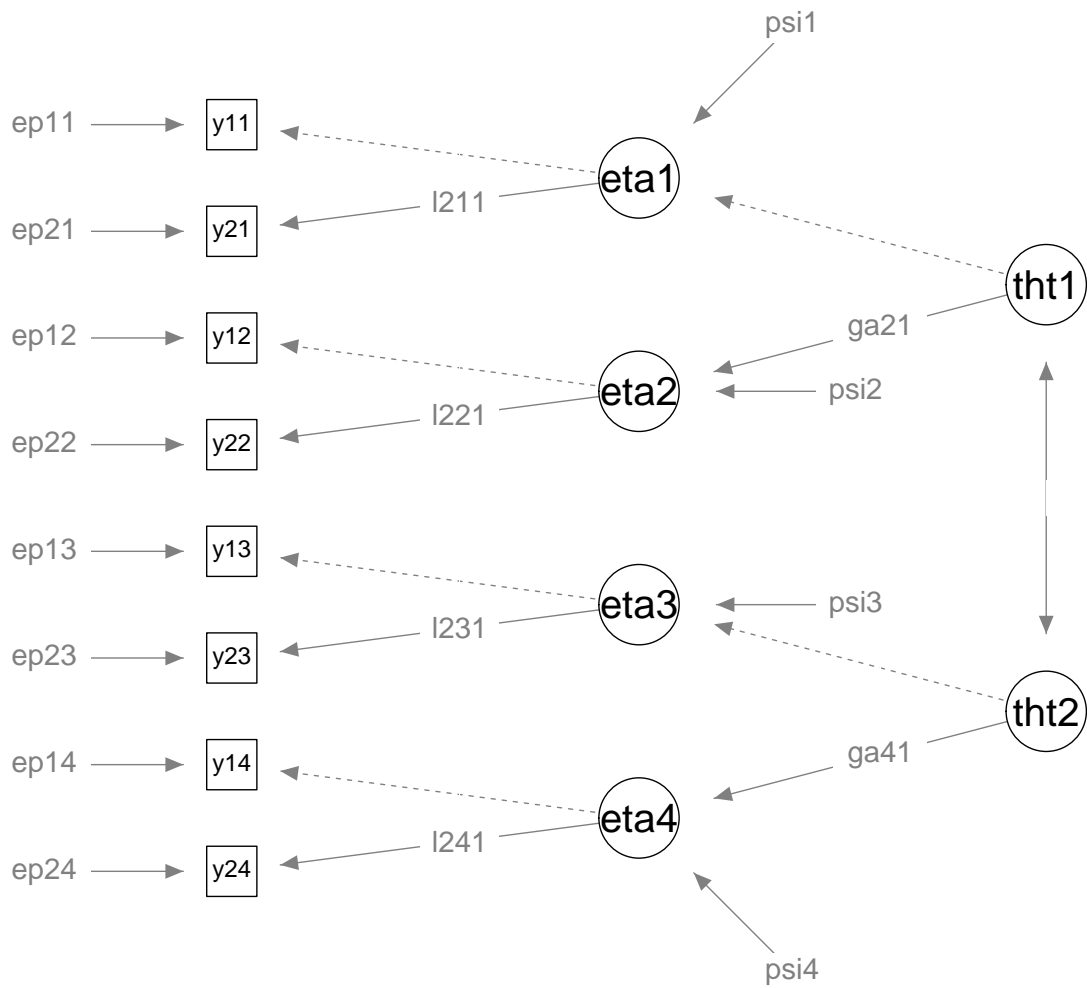 psi1
ep11 y11
eta1
l211
ep21 y21
tht1
ep12 y12
ga21
eta2 psi2
l221
ep22 y22
ep13 y13
eta3 psi3
l231
ep23 y23
tht2
ep14 y14
ga41
eta4
l241
ep24 y24
psi4